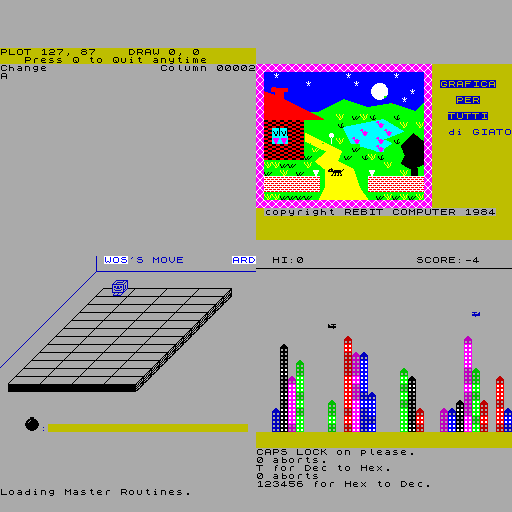 PLOT 127, 87 DRAW 0, 0
Press Q to Quit anytime
Change Column 00002
A
GRAFICA
PER
TUTTI
di GIATO
copyright REBIT COMPUTER 1984
WOS'S MOVE ARD
:
Loading Master Routines.
HI:0 SCORE:-4
CAPS LOCK on please.
0 aborts.
T for Dec to Hex.
0 aborts
123456 for Hex to Dec.